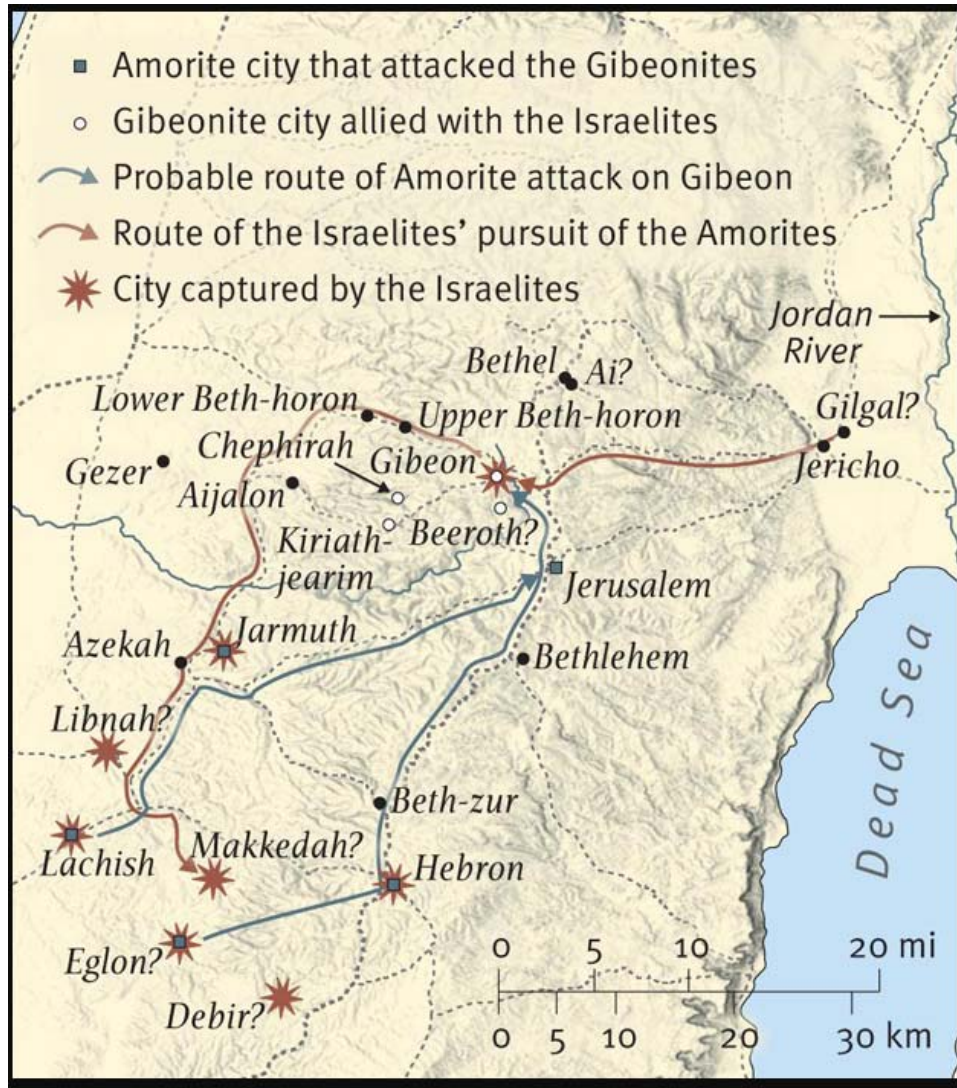 Amorite city that attacked the Gibeonites
Gibeonite city allied with the Israelites
Probable route of Amorite attack on Gibeon
Route of the Israelites' pursuit of the Amorites
City captured by the Israelites
Jordan
River
Bethel
Ai?
Lower Beth-horon
Upper Beth-horon
Gilgal?
Chephirah
Gibeon
Jericho
Gezer
Aijalon
Kiriath-
jearim
Beeroth?
Jerusalem
Azekah
Jarmuth
Bethlehem
Libnah?
Dead Sea
Beth-zur
Lachish
Makkedah?
Hebron
Eglon?
Debir?
0 5 10 20 mi
0 5 10 20 30 km